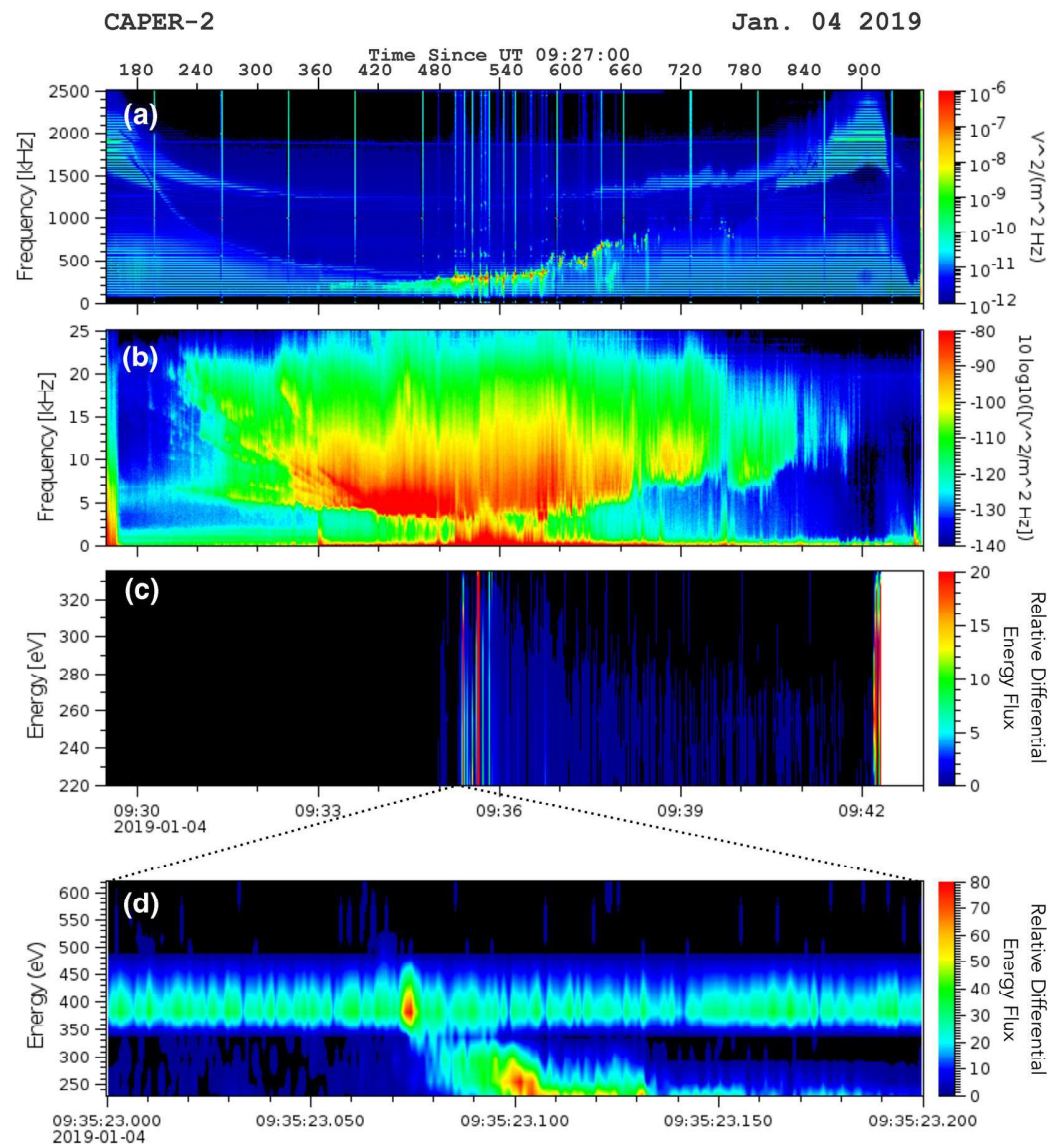 CAPER-2 Jan. 04 2019
Time Since UT 09:27:00
180 240 300 360 420 480 540 600 660 720 780 840 900
(a)
Frequency [kHz]
2500
2000
1500
1000
500
0
10^-6
10^-7
10^-8
10^-9
10^-10
10^-11
10^-12
V^2/(m^2 Hz)
(b)
Frequency [kHz]
25
20
15
10
5
0
-80
-90
-100
-110
-120
-130
-140
10 log10([V^2/m^2 Hz])
(c)
Energy [eV]
320
300
280
260
240
220
20
15
10
5
0
Relative Differential
Energy Flux
09:30 09:33 09:36 09:39 09:42
2019-01-04
(d)
Energy (eV)
600
550
500
450
400
350
300
250
80
70
60
50
40
30
20
10
0
Relative Differential
Energy Flux
09:35:23.000 09:35:23.050 09:35:23.100 09:35:23.150 09:35:23.200
2019-01-04